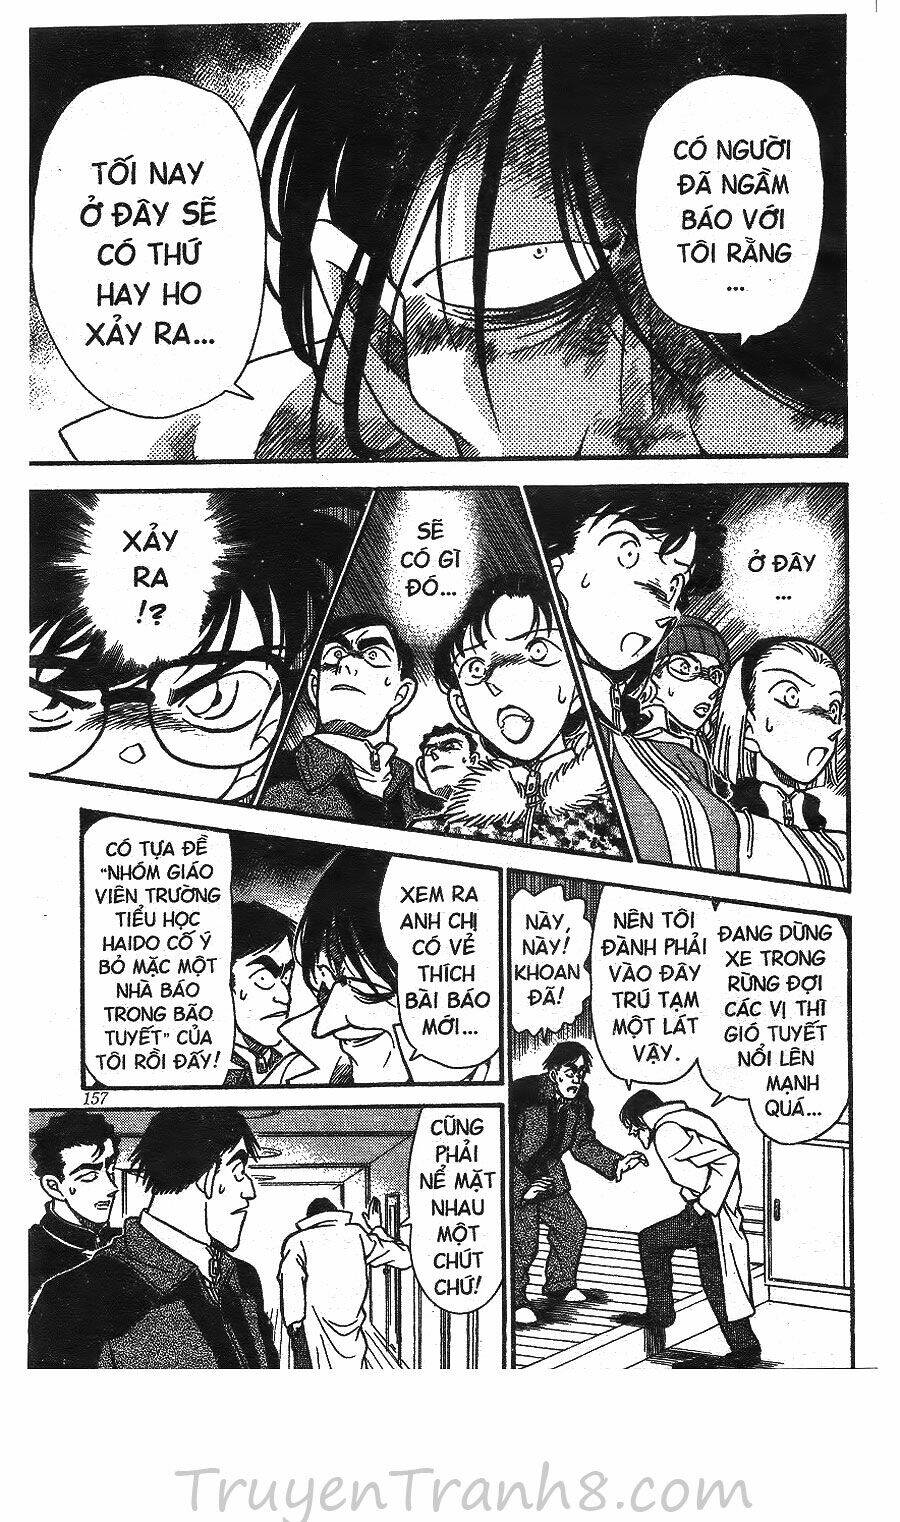 CÓ NGƯỜI
ĐÃ NGẦM
BÁO VỚI
TÔI RẰNG
...
TỐI NAY
Ở ĐÂY SẼ
CÓ THỨ
HAY HO
XẢY RA...
Ở ĐÂY
...
SẼ
CÓ GÌ
ĐÓ...
XẢY
RA
!?
ĐANG DỪNG
XE TRONG
RỪNG ĐỢI
CÁC VỊ THÌ
GIÓ TUYẾT
NỔI LÊN
MẠNH
QUÁ...
NÊN TÔI
ĐÀNH PHẢI
VÀO ĐÂY
TRÚ TẠM
MỘT LÁT
VẬY.
NÀY,
NÀY!
KHOAN
ĐÃ!
XEM RA
ANH CHỊ
CÓ VẺ
THÍCH
BÀI BÁO
MỚI...
CÓ TỰA ĐỀ
"NHÓM GIÁO
VIÊN TRƯỜNG
TIỂU HỌC
HAIDO CỐ Ý
BỎ MẶC MỘT
NHÀ BÁO
TRONG BÃO
TUYẾT" CỦA
TÔI RỒI ĐẤY!
CŨNG
PHẢI
NỂ MẶT
NHAU
MỘT
CHÚT
CHỨ!
157
TruyenTranh8.com